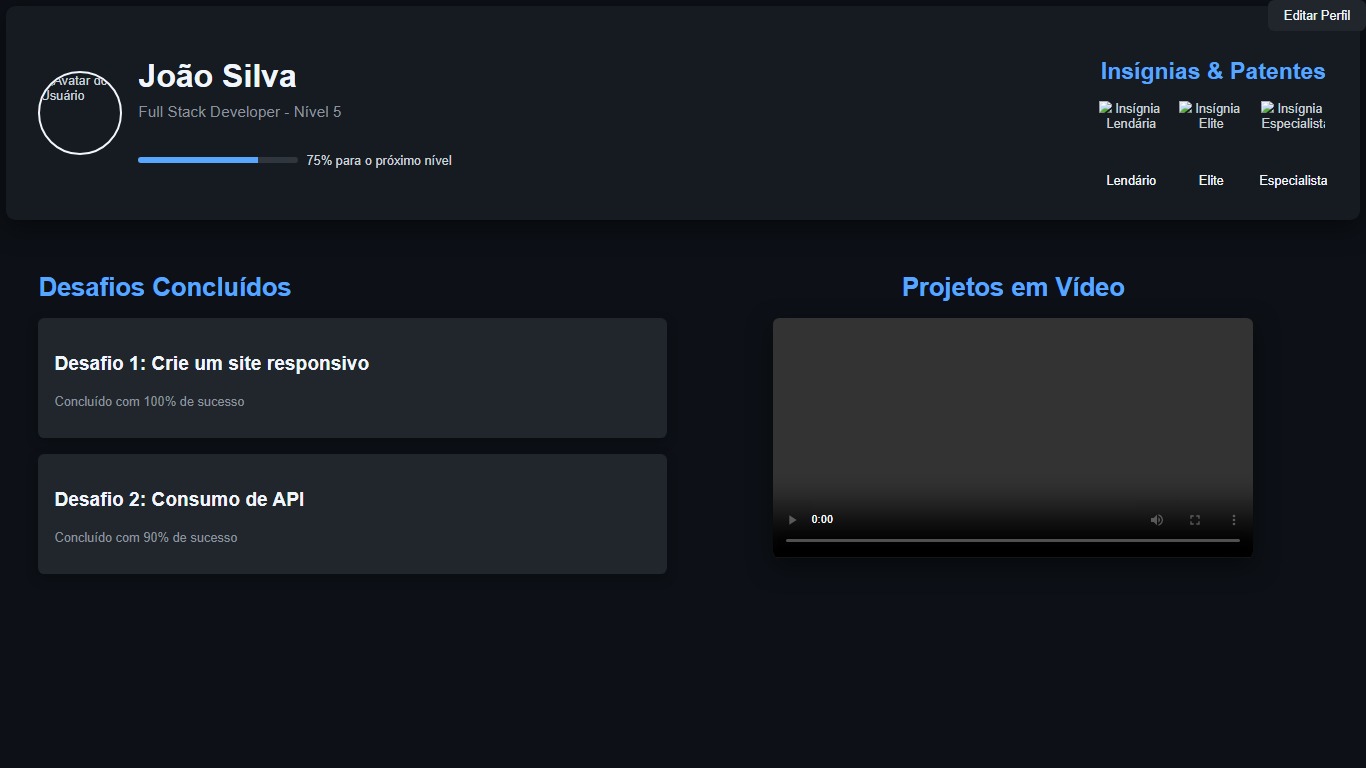 Editar Perfil
Avatar do
Usuário
João Silva
Full Stack Developer - Nível 5
75% para o próximo nível
Insígnias & Patentes
Insígnia
Lendária
Insígnia
Elite
Insígnia
Especialista
Lendário
Elite
Especialista
Desafios Concluídos
Desafio 1: Crie um site responsivo
Concluído com 100% de sucesso
Desafio 2: Consumo de API
Concluído com 90% de sucesso
Projetos em Vídeo
0:00